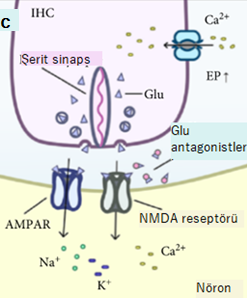 C
IHC
Ca²⁺
Şerit sinaps
EP ↑
Glu
Glu
antagonistler
AMPAR
NMDA reseptörü
Na⁺
Ca²⁺
K⁺
Nöron